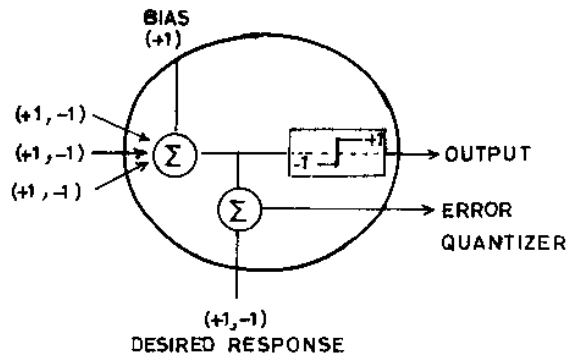 BIAS
(+1)
(+1,-1)
(+1,-1)
(+1,-1)
Σ
-1
+1
OUTPUT
Σ
ERROR
QUANTIZER
(+1,-1)
DESIRED RESPONSE